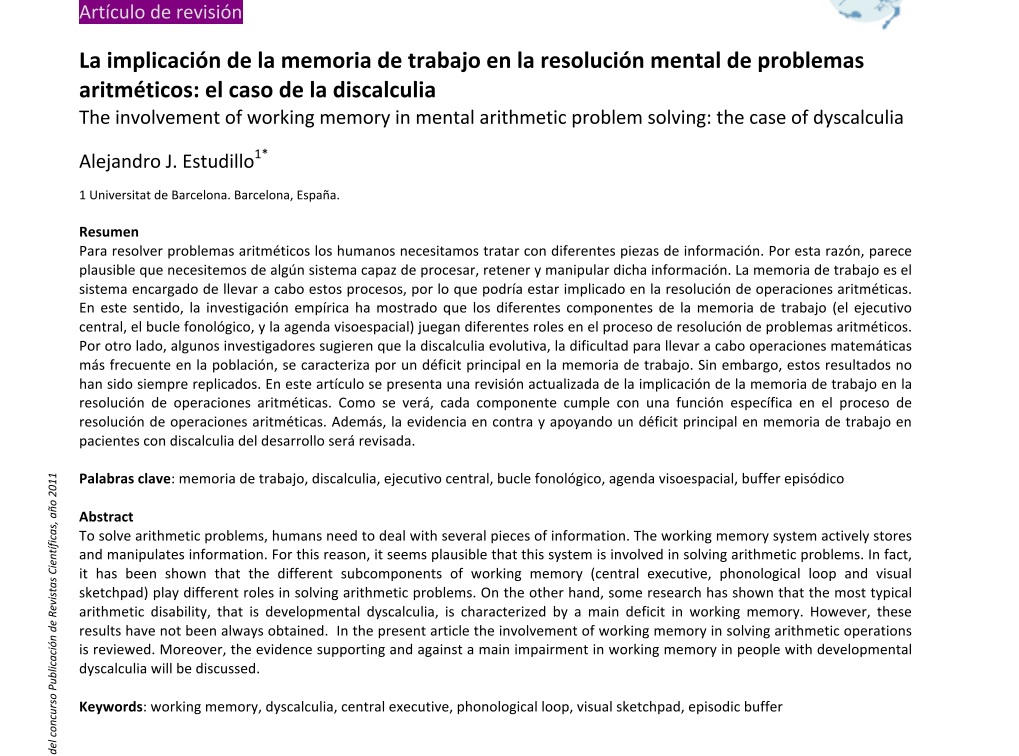 Artículo de revisión
La implicación de la memoria de trabajo en la resolución mental de problemas
aritméticos: el caso de la discalculia
The involvement of working memory in mental arithmetic problem solving: the case of dyscalculia
Alejandro J. Estudillo1*
1 Universitat de Barcelona. Barcelona, España.
Resumen
Para resolver problemas aritméticos los humanos necesitamos tratar con diferentes piezas de información. Por esta razón, parece
plausible que necesitemos de algún sistema capaz de procesar, retener y manipular dicha información. La memoria de trabajo es el
sistema encargado de llevar a cabo estos procesos, por lo que podría estar implicado en la resolución de operaciones aritméticas.
En este sentido, la investigación empírica ha mostrado que los diferentes componentes de la memoria de trabajo (el ejecutivo
central, el bucle fonológico, y la agenda visoespacial) juegan diferentes roles en el proceso de resolución de problemas aritméticos.
Por otro lado, algunos investigadores sugieren que la discalculia evolutiva, la dificultad para llevar a cabo operaciones matemáticas
más frecuente en la población, se caracteriza por un déficit principal en la memoria de trabajo. Sin embargo, estos resultados no
han sido siempre replicados. En este artículo se presenta una revisión actualizada de la implicación de la memoria de trabajo en la
resolución de operaciones aritméticas. Como se verá, cada componente cumple con una función específica en el proceso de
resolución de operaciones aritméticas. Además, la evidencia en contra y apoyando un déficit principal en memoria de trabajo en
pacientes con discalculia del desarrollo será revisada.
Palabras clave: memoria de trabajo, discalculia, ejecutivo central, bucle fonológico, agenda visoespacial, buffer episódico
Abstract
To solve arithmetic problems, humans need to deal with several pieces of information. The working memory system actively stores
and manipulates information. For this reason, it seems plausible that this system is involved in solving arithmetic problems. In fact,
it has been shown that the different subcomponents of working memory (central executive, phonological loop and visual
sketchpad) play different roles in solving arithmetic problems. On the other hand, some research has shown that the most typical
arithmetic disability, that is developmental dyscalculia, is characterized by a main deficit in working memory. However, these
results have not been always obtained. In the present article the involvement of working memory in solving arithmetic operations
is reviewed. Moreover, the evidence supporting and against a main impairment in working memory in people with developmental
dyscalculia will be discussed.
Keywords: working memory, dyscalculia, central executive, phonological loop, visual sketchpad, episodic buffer
del concurso Publicación de Revistas Científicas, año 2011